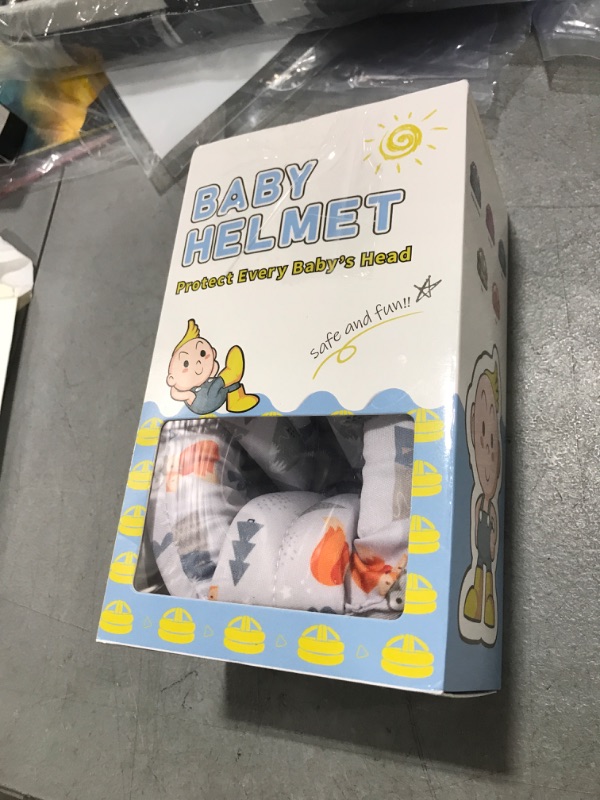 BABY
HELMET
Protect Every Baby's Head
safe and fun!!